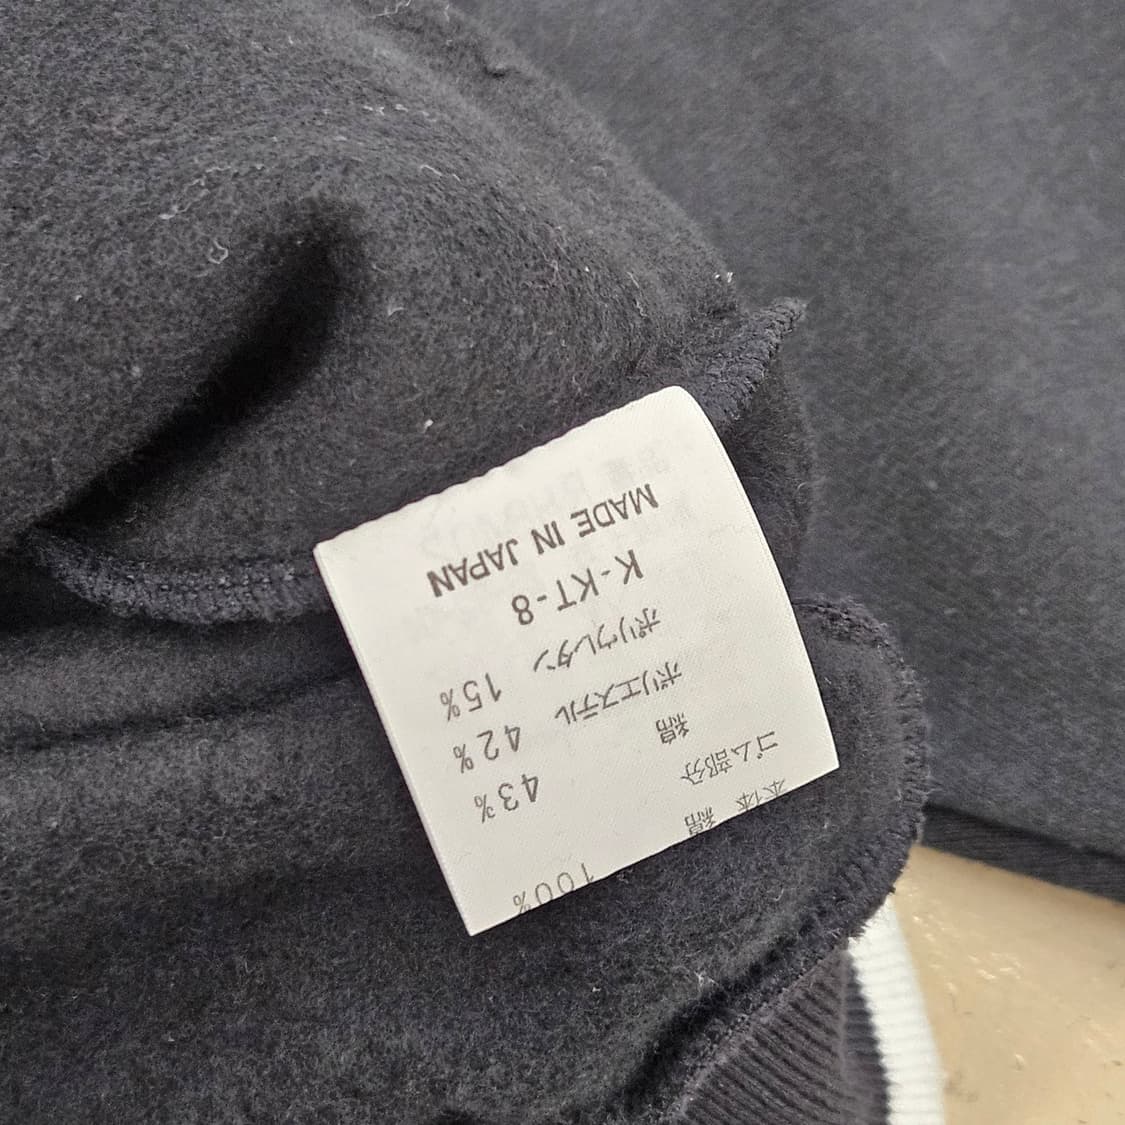 本体 綿 100%
ゴム部分
綿 43%
ポリエステル 42%
ポリウレタン 15%
K-KT-8
MADE IN JAPAN